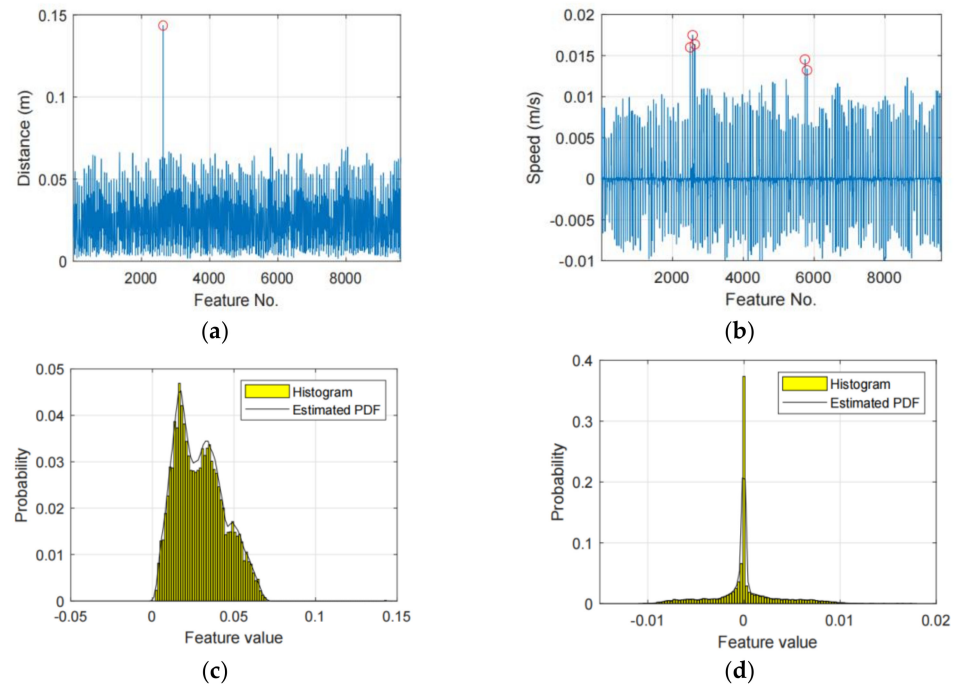 0.15
0.1
0.05
0
Distance (m)
2000 4000 6000 8000
Feature No.
(a)
0.02
0.015
0.01
0.005
0
-0.005
-0.01
Speed (m/s)
2000 4000 6000 8000
Feature No.
(b)
0.05
0.04
0.03
0.02
0.01
0
Probability
Histogram
Estimated PDF
-0.05 0 0.05 0.1 0.15
Feature value
(c)
0.4
0.3
0.2
0.1
0
Probability
Histogram
Estimated PDF
-0.01 0 0.01 0.02
Feature value
(d)